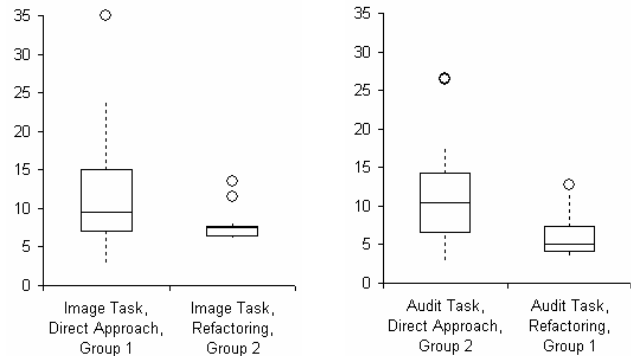 35
30
25
20
15
10
5
0
Image Task,
Direct Approach,
Group 1
Image Task,
Refactoring,
Group 2
35
30
25
20
15
10
5
0
Audit Task,
Direct Approach,
Group 2
Audit Task,
Refactoring,
Group 1